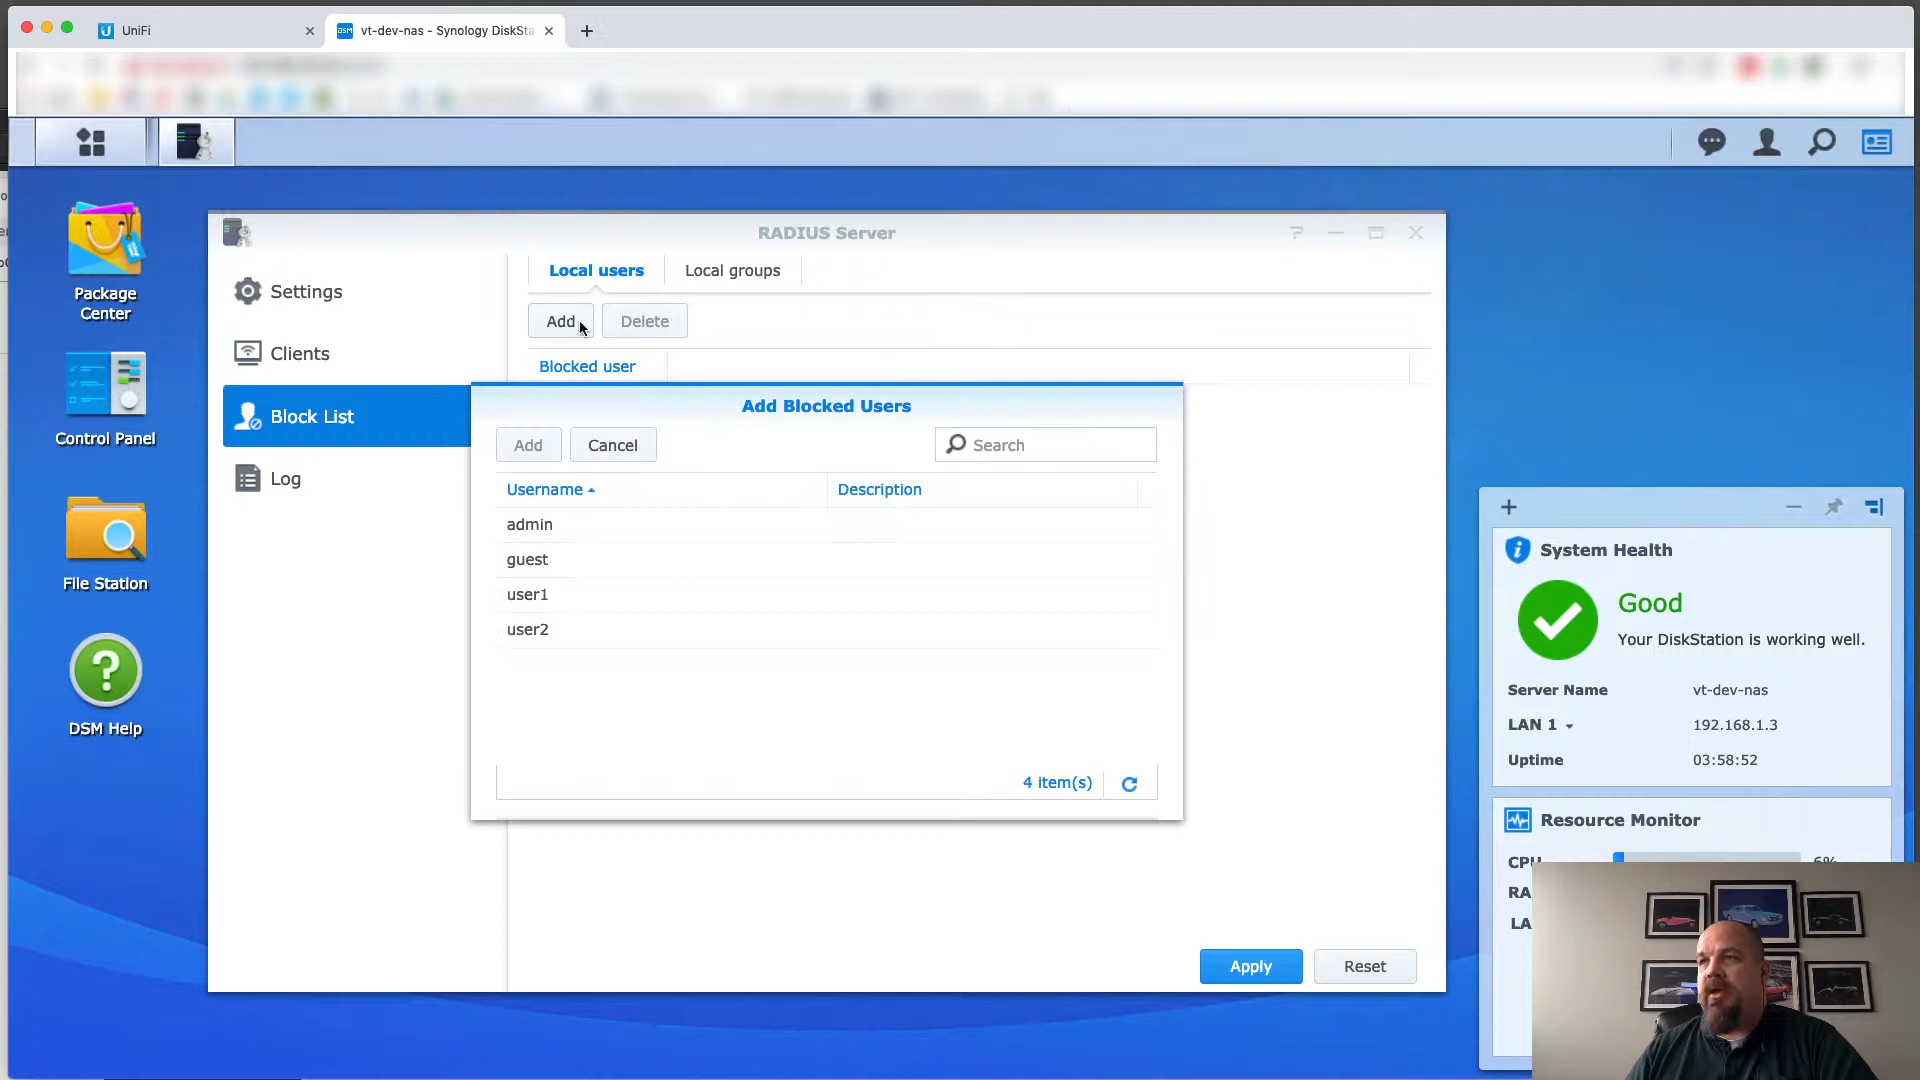 UniFi
vt-dev-nas - Synology DiskSta
RADIUS Server
Package
Center
Control Panel
File Station
DSM Help
Settings
Clients
Block List
Log
Local users
Local groups
Add
Delete
Blocked user
Add Blocked Users
Add
Cancel
Search
Username
Description
admin
guest
user1
user2
4 item(s)
Apply
Reset
System Health
Good
Your DiskStation is working well.
Server Name vt-dev-nas
LAN 1 192.168.1.3
Uptime 03:58:52
Resource Monitor
CPU 6%
RA
LA